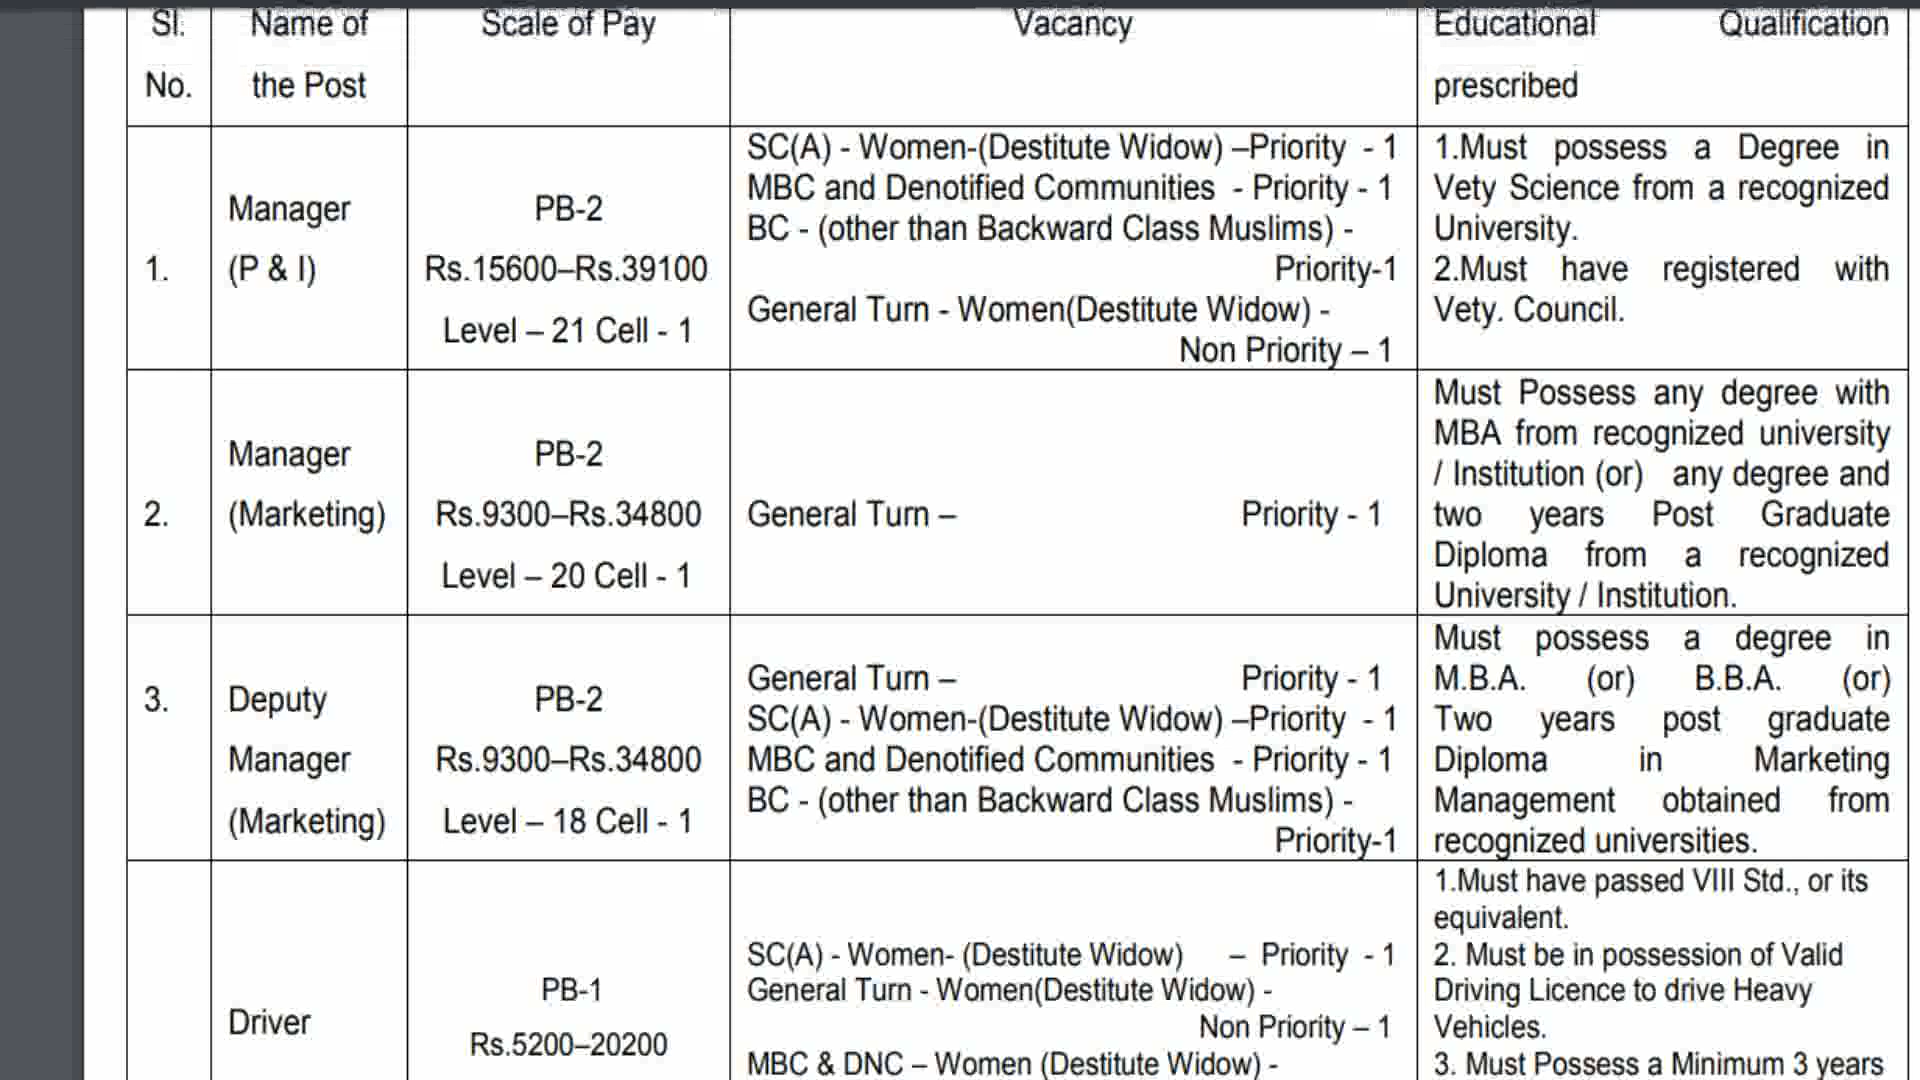 Sl.
No.
Name of
the Post
Scale of Pay
Vacancy
Educational Qualification
prescribed
1.
Manager
(P & I)
PB-2
Rs.15600–Rs.39100
Level – 21 Cell - 1
SC(A) - Women-(Destitute Widow) –Priority - 1
MBC and Denotified Communities - Priority - 1
BC - (other than Backward Class Muslims) -
Priority-1
General Turn - Women(Destitute Widow) -
Non Priority – 1
1.Must possess a Degree in
Vety Science from a recognized
University.
2.Must have registered with
Vety. Council.
2.
Manager
(Marketing)
PB-2
Rs.9300–Rs.34800
Level – 20 Cell - 1
General Turn – Priority - 1
Must Possess any degree with
MBA from recognized university
/ Institution (or) any degree and
two years Post Graduate
Diploma from a recognized
University / Institution.
3.
Deputy
Manager
(Marketing)
PB-2
Rs.9300–Rs.34800
Level – 18 Cell - 1
General Turn – Priority - 1
SC(A) - Women-(Destitute Widow) –Priority - 1
MBC and Denotified Communities - Priority - 1
BC - (other than Backward Class Muslims) -
Priority-1
Must possess a degree in
M.B.A. (or) B.B.A. (or)
Two years post graduate
Diploma in Marketing
Management obtained from
recognized universities.
Driver
PB-1
Rs.5200–20200
SC(A) - Women- (Destitute Widow) – Priority - 1
General Turn - Women(Destitute Widow) -
Non Priority – 1
MBC & DNC – Women (Destitute Widow) -
1.Must have passed VIII Std., or its
equivalent.
2. Must be in possession of Valid
Driving Licence to drive Heavy
Vehicles.
3. Must Possess a Minimum 3 years